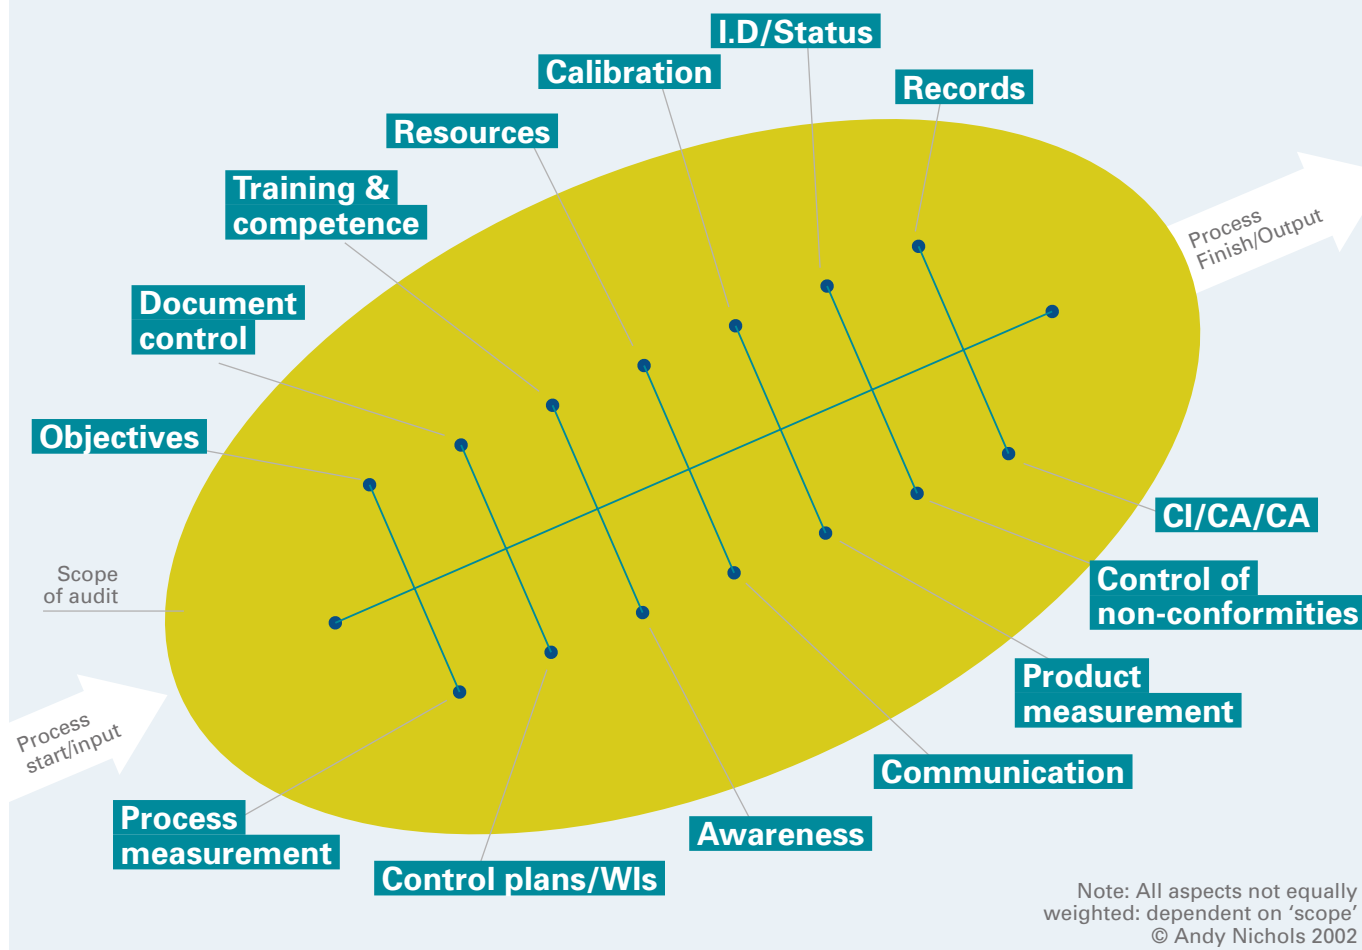 I.D/Status
Calibration
Records
Resources
Training &
competence
Process
Finish/Output
Document
control
Objectives
CI/CA/CA
Scope
of audit
Control of
non-conformities
Product
measurement
Process
start/input
Communication
Process
measurement
Awareness
Control plans/WIs
Note: All aspects not equally
weighted: dependent on ‘scope’
© Andy Nichols 2002